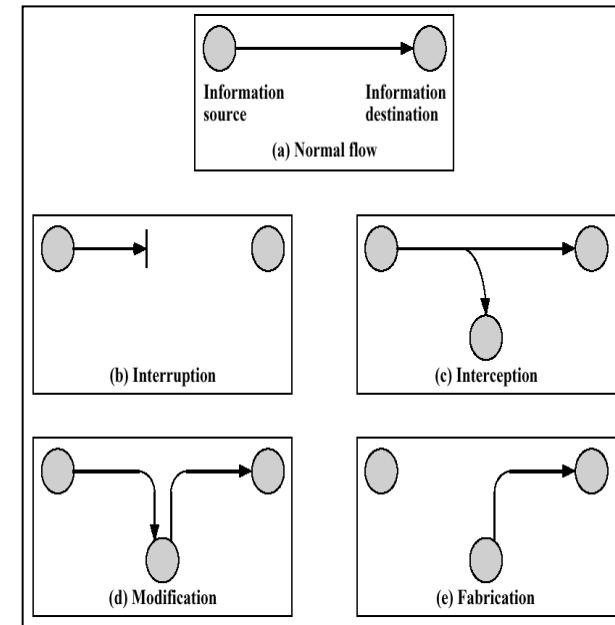 Information source
Information destination
(a) Normal flow
(b) Interruption
(c) Interception
(d) Modification
(e) Fabrication